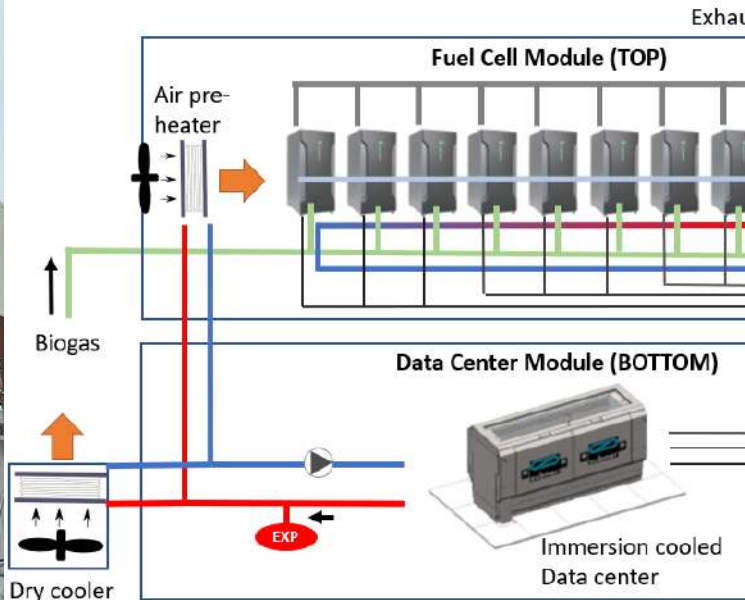 Exhau
Fuel Cell Module (TOP)
Air pre-
heater
Biogas
Data Center Module (BOTTOM)
EXP
Immersion cooled
Data center
Dry cooler